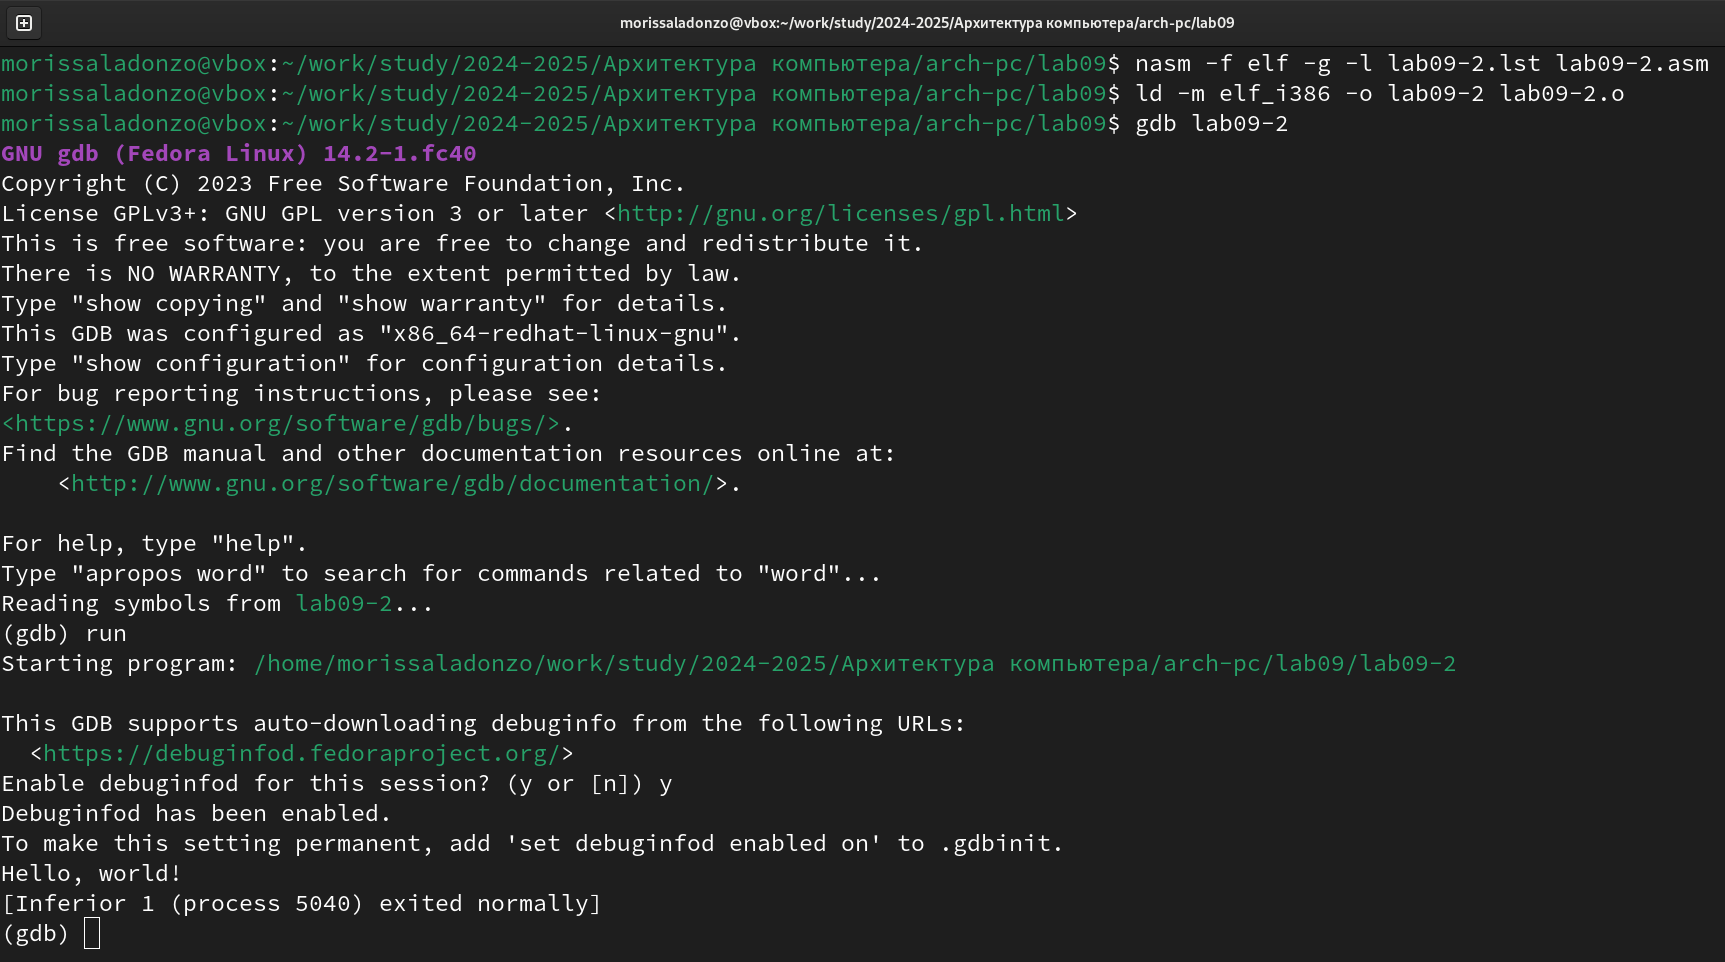 morissaladonzo@vbox:~/work/study/2024-2025/Архитектура компьютера/arch-pc/lab09
morissaladonzo@vbox:~/work/study/2024-2025/Архитектура компьютера/arch-pc/lab09$ nasm -f elf -g -l lab09-2.lst lab09-2.asm
morissaladonzo@vbox:~/work/study/2024-2025/Архитектура компьютера/arch-pc/lab09$ ld -m elf_i386 -o lab09-2 lab09-2.o
morissaladonzo@vbox:~/work/study/2024-2025/Архитектура компьютера/arch-pc/lab09$ gdb lab09-2
GNU gdb (Fedora Linux) 14.2-1.fc40
Copyright (C) 2023 Free Software Foundation, Inc.
License GPLv3+: GNU GPL version 3 or later <http://gnu.org/licenses/gpl.html>
This is free software: you are free to change and redistribute it.
There is NO WARRANTY, to the extent permitted by law.
Type "show copying" and "show warranty" for details.
This GDB was configured as "x86_64-redhat-linux-gnu".
Type "show configuration" for configuration details.
For bug reporting instructions, please see:
<https://www.gnu.org/software/gdb/bugs/>.
Find the GDB manual and other documentation resources online at:
    <http://www.gnu.org/software/gdb/documentation/>.

For help, type "help".
Type "apropos word" to search for commands related to "word"...
Reading symbols from lab09-2...
(gdb) run
Starting program: /home/morissaladonzo/work/study/2024-2025/Архитектура компьютера/arch-pc/lab09/lab09-2

This GDB supports auto-downloading debuginfo from the following URLs:
  <https://debuginfod.fedoraproject.org/>
Enable debuginfod for this session? (y or [n]) y
Debuginfod has been enabled.
To make this setting permanent, add 'set debuginfod enabled on' to .gdbinit.
Hello, world!
[Inferior 1 (process 5040) exited normally]
(gdb)